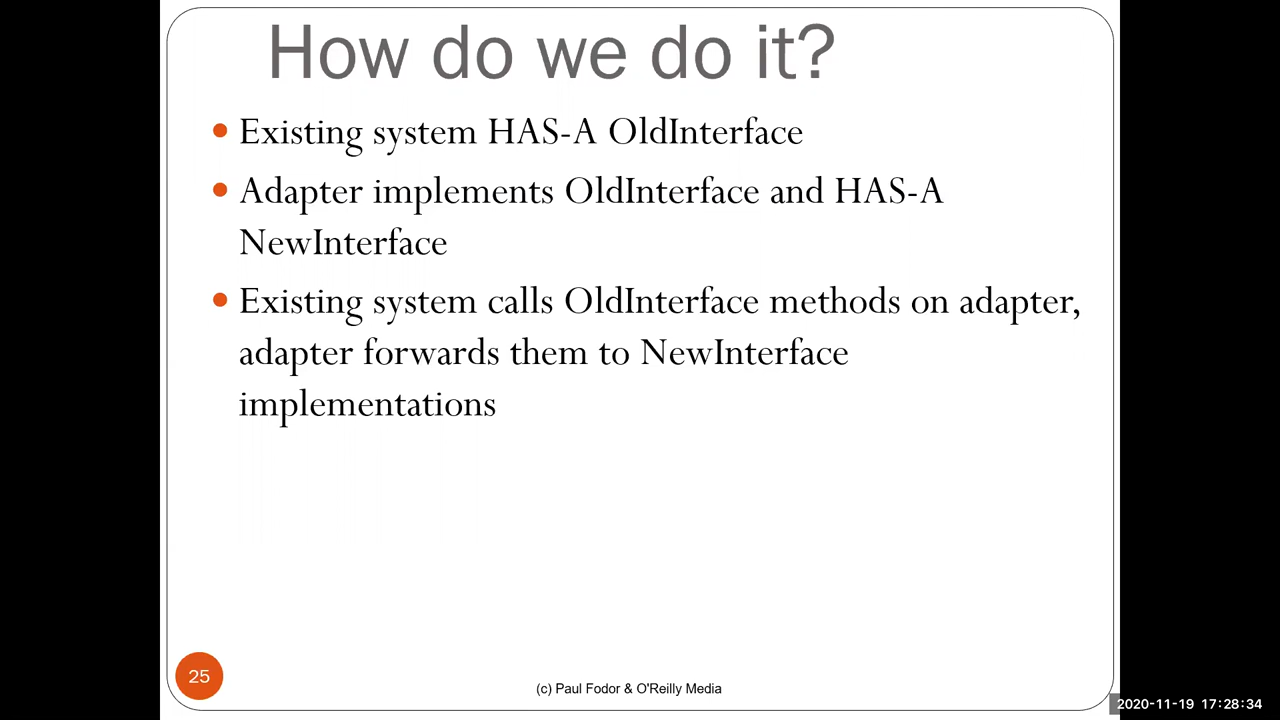 How do we do it?
Existing system HAS-A OldInterface
Adapter implements OldInterface and HAS-A
NewInterface
Existing system calls OldInterface methods on adapter,
adapter forwards them to NewInterface
implementations
25
(c) Paul Fodor & O'Reilly Media
2020-11-19 17:28:34